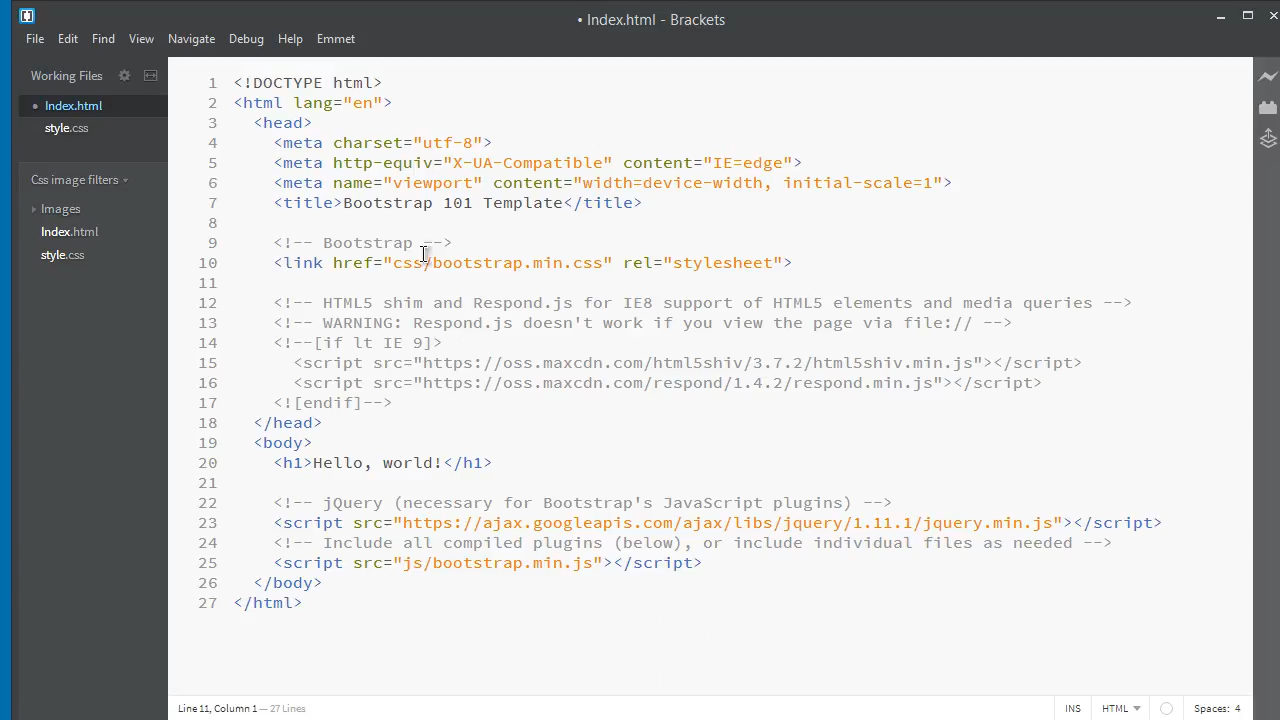 • Index.html - Brackets
File Edit Find View Navigate Debug Help Emmet
Working Files
• Index.html
style.css
Css image filters
Images
Index.html
style.css
1 <!DOCTYPE html>
2 <html lang="en">
3 <head>
4 <meta charset="utf-8">
5 <meta http-equiv="X-UA-Compatible" content="IE=edge">
6 <meta name="viewport" content="width=device-width, initial-scale=1">
7 <title>Bootstrap 101 Template</title>
8
9 <!-- Bootstrap -->
10 <link href="css/bootstrap.min.css" rel="stylesheet">
11
12 <!-- HTML5 shim and Respond.js for IE8 support of HTML5 elements and media queries -->
13 <!-- WARNING: Respond.js doesn't work if you view the page via file:// -->
14 <!--[if lt IE 9]>
15 <script src="https://oss.maxcdn.com/html5shiv/3.7.2/html5shiv.min.js"></script>
16 <script src="https://oss.maxcdn.com/respond/1.4.2/respond.min.js"></script>
17 <![endif]-->
18 </head>
19 <body>
20 <h1>Hello, world!</h1>
21
22 <!-- jQuery (necessary for Bootstrap's JavaScript plugins) -->
23 <script src="https://ajax.googleapis.com/ajax/libs/jquery/1.11.1/jquery.min.js"></script>
24 <!-- Include all compiled plugins (below), or include individual files as needed -->
25 <script src="js/bootstrap.min.js"></script>
26 </body>
27 </html>
Line 11, Column 1 — 27 Lines
INS HTML Spaces: 4